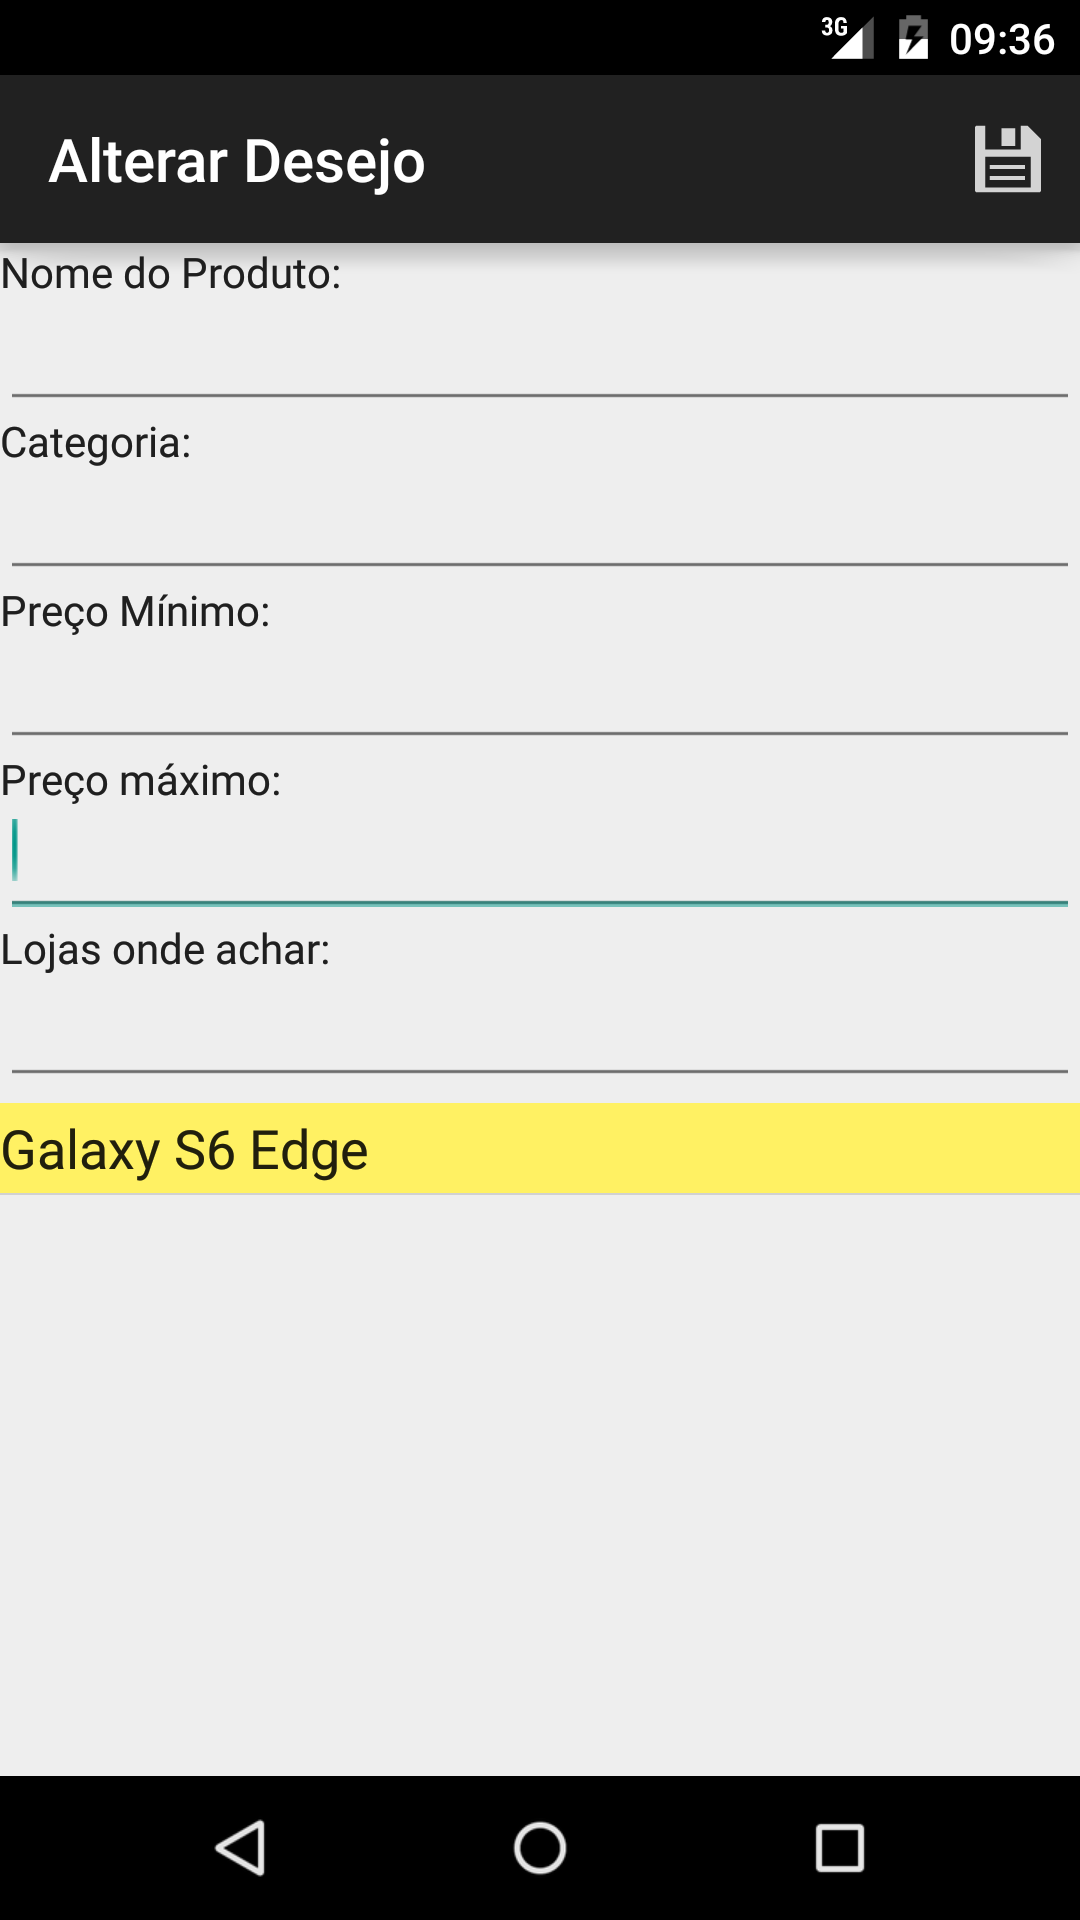 3G 09:36
Alterar Desejo
Nome do Produto:
Categoria:
Preço Mínimo:
Preço máximo:
Lojas onde achar:
Galaxy S6 Edge